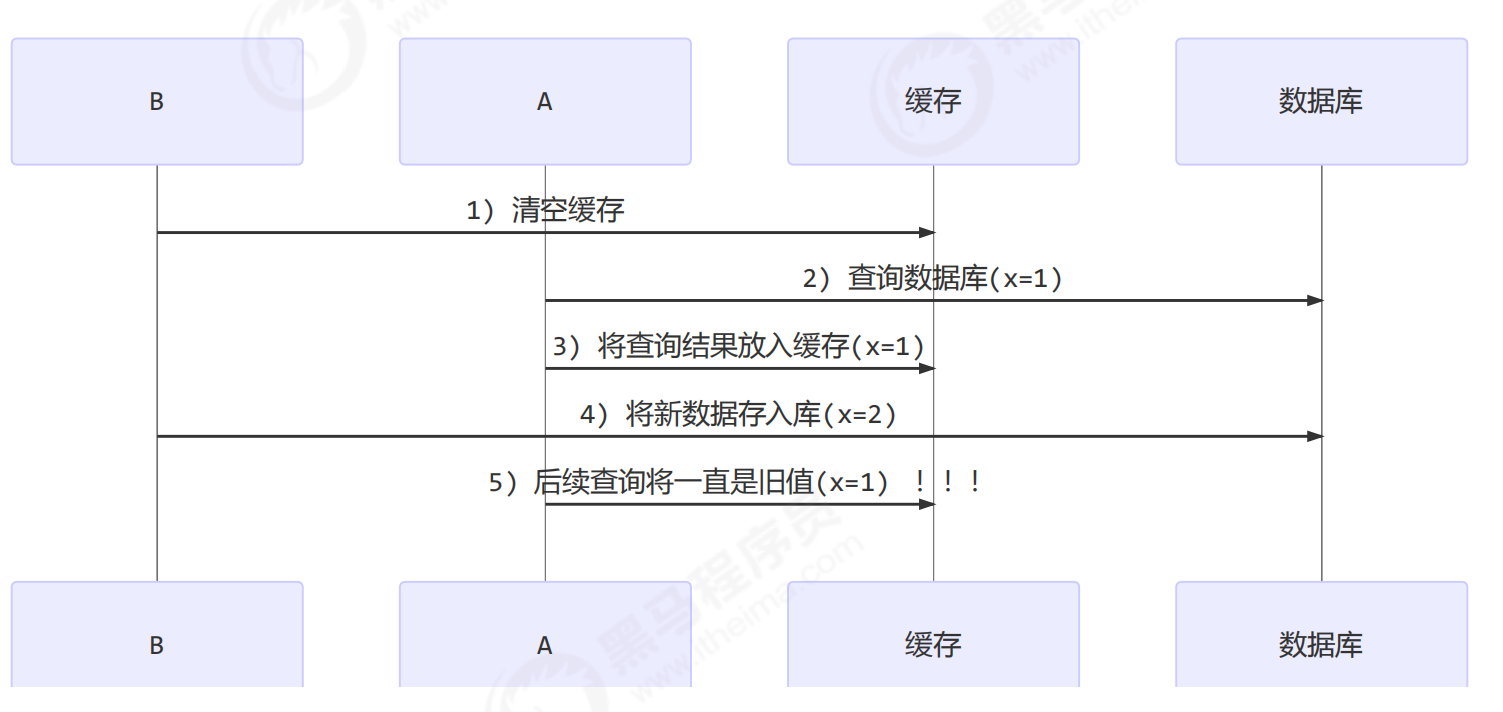 B
A
缓存
数据库
1) 清空缓存
2) 查询数据库(x=1)
3) 将查询结果放入缓存(x=1)
4) 将新数据存入库(x=2)
5) 后续查询将一直是旧值(x=1) ！！！
B
A
缓存
数据库
黑马程序员
www.itheima.com